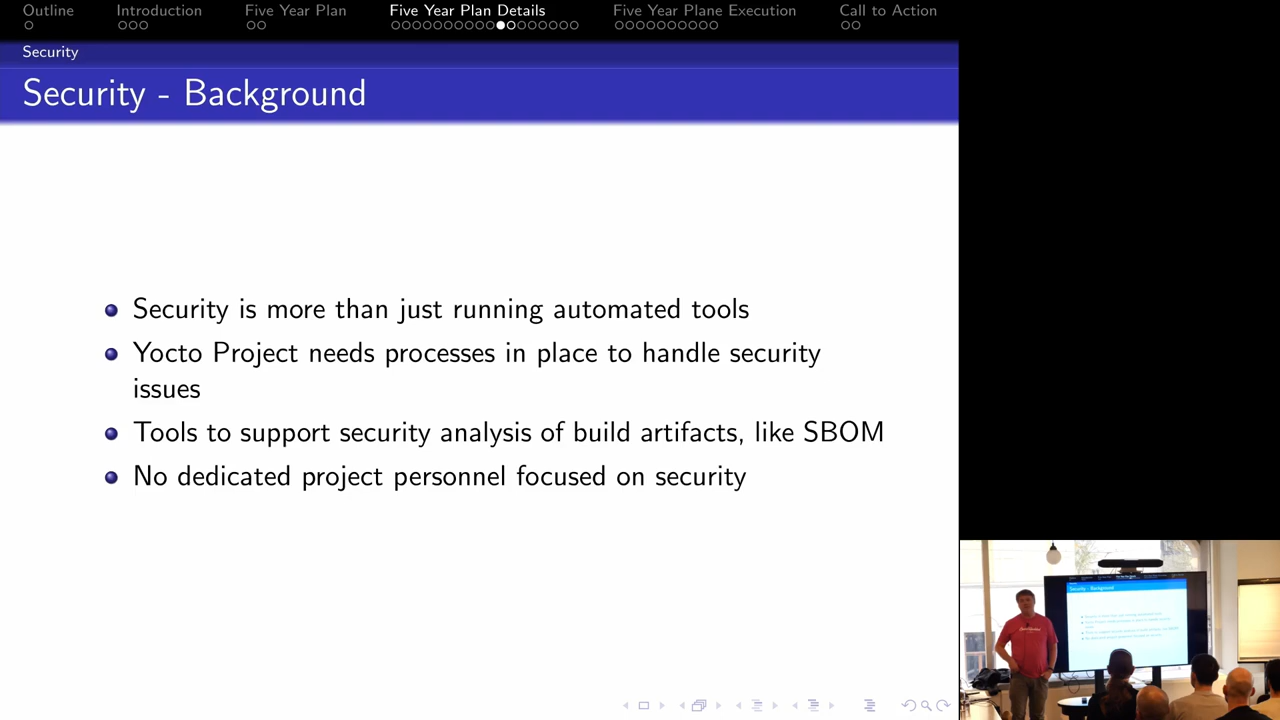 Outline Introduction Five Year Plan Five Year Plan Details Five Year Plane Execution Call to Action
Security
Security - Background
Security is more than just running automated tools
Yocto Project needs processes in place to handle security
issues
Tools to support security analysis of build artifacts, like SBOM
No dedicated project personnel focused on security
Security - Background